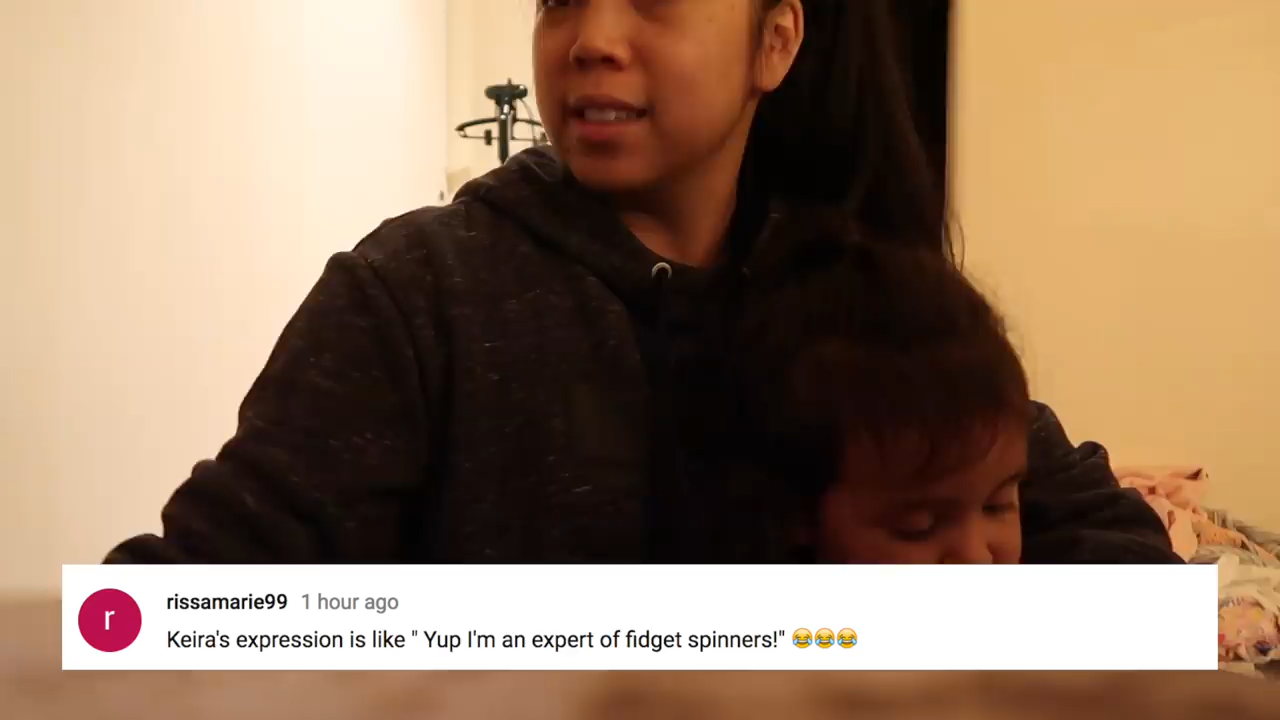 r
rissamarie99 1 hour ago
Keira's expression is like " Yup I'm an expert of fidget spinners!" 😂😂😂